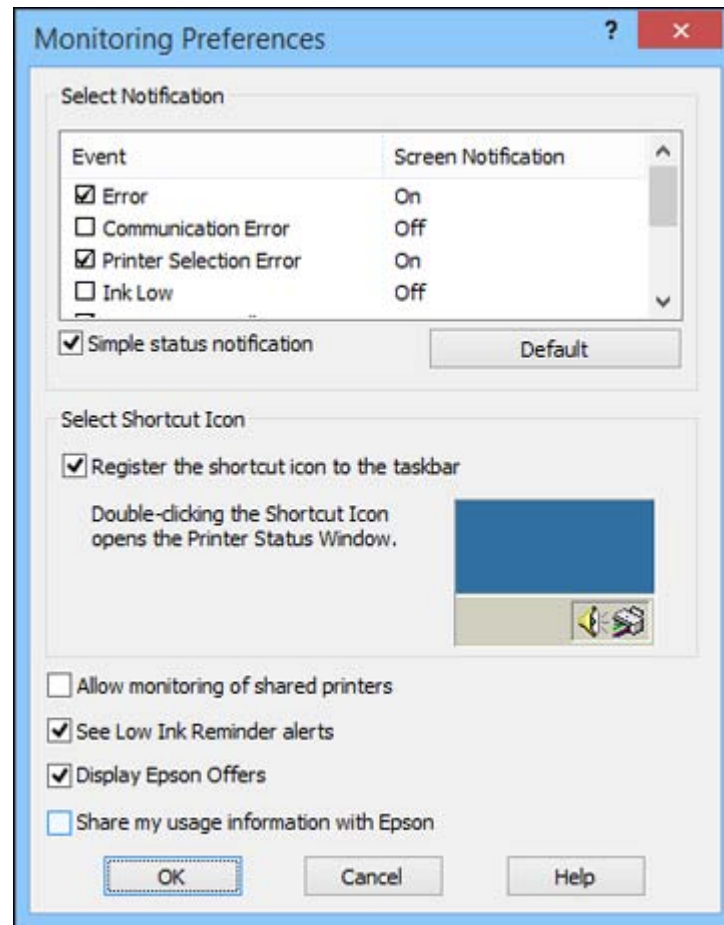 Monitoring Preferences ?
Select Notification
Event Screen Notification
Error On
Communication Error Off
Printer Selection Error On
Ink Low Off
Simple status notification Default
Select Shortcut Icon
Register the shortcut icon to the taskbar
Double-clicking the Shortcut Icon
opens the Printer Status Window.
Allow monitoring of shared printers
See Low Ink Reminder alerts
Display Epson Offers
Share my usage information with Epson
OK Cancel Help